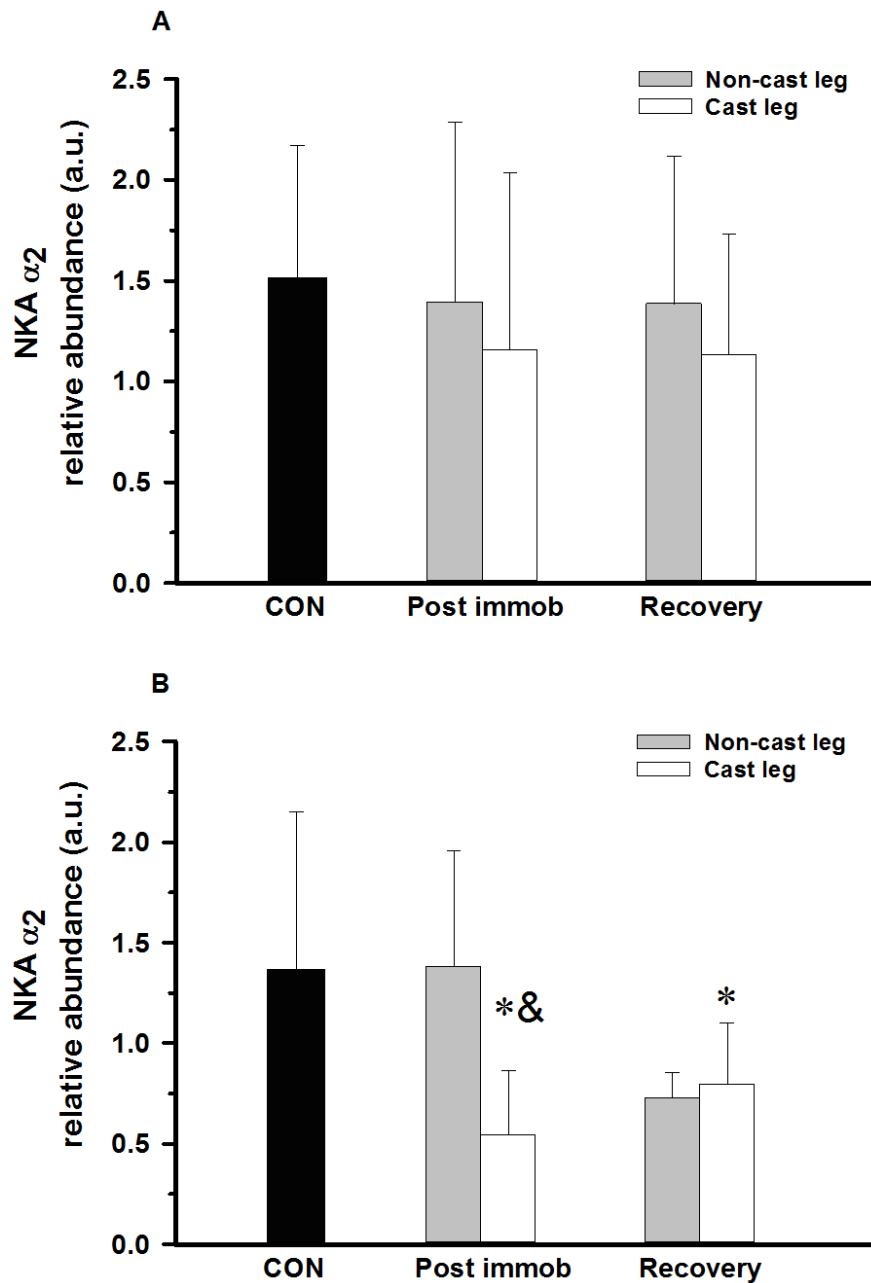 A
Non-cast leg
Cast leg
NKA α2
relative abundance (a.u.)
2.5
2.0
1.5
1.0
0.5
0.0
CON Post immob Recovery
B
Non-cast leg
Cast leg
NKA α2
relative abundance (a.u.)
2.5
2.0
1.5
1.0
0.5
0.0
*&
*
CON Post immob Recovery